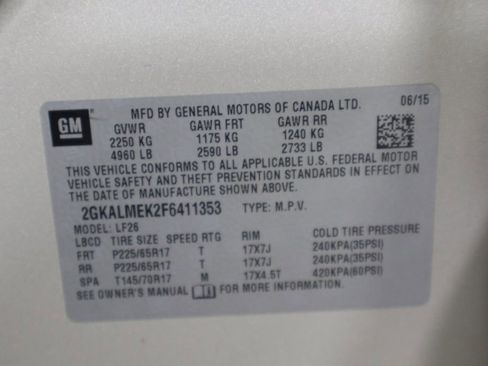 GM
MFD BY GENERAL MOTORS OF CANADA LTD. 06/15
GVWR GAWR FRT GAWR RR
2250 KG 1175 KG 1240 KG
4960 LB 2590 LB 2733 LB
THIS VEHICLE CONFORMS TO ALL APPLICABLE U.S. FEDERAL MOTOR
VEHICLE SAFETY AND THEFT PREVENTION STANDARDS IN EFFECT ON
THE DATE OF MANUFACTURE SHOWN ABOVE.
2GKALMEK2F6411353 TYPE: M.P.V.
MODEL: LF26
LBCD TIRE SIZE SPEED RTG RIM COLD TIRE PRESSURE
FRT P225/65R17 T 17X7J 240KPA(35PSI)
RR P225/65R17 T 17X7J 240KPA(35PSI)
SPA T145/70R17 M 17X4.5T 420KPA(60PSI)
SEE OWNER'S MANUAL FOR MORE INFORMATION.